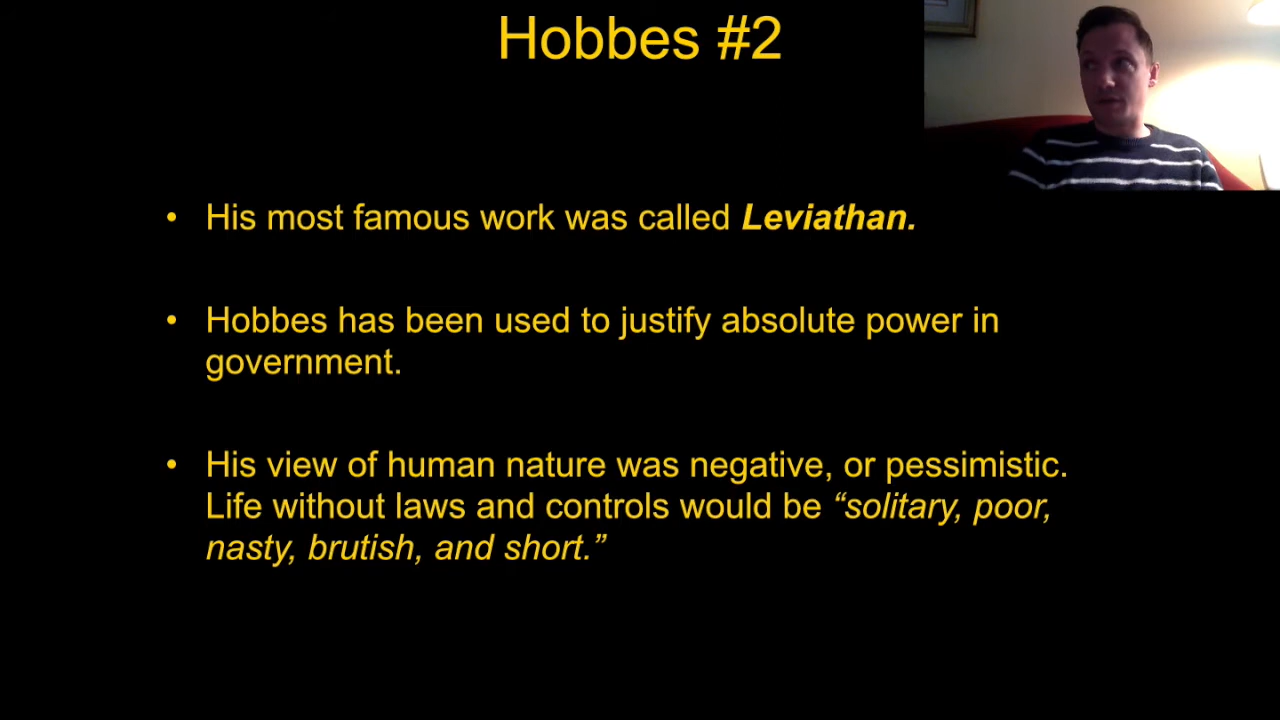 Hobbes #2
• His most famous work was called Leviathan.
• Hobbes has been used to justify absolute power in
government.
• His view of human nature was negative, or pessimistic.
Life without laws and controls would be “solitary, poor,
nasty, brutish, and short.”